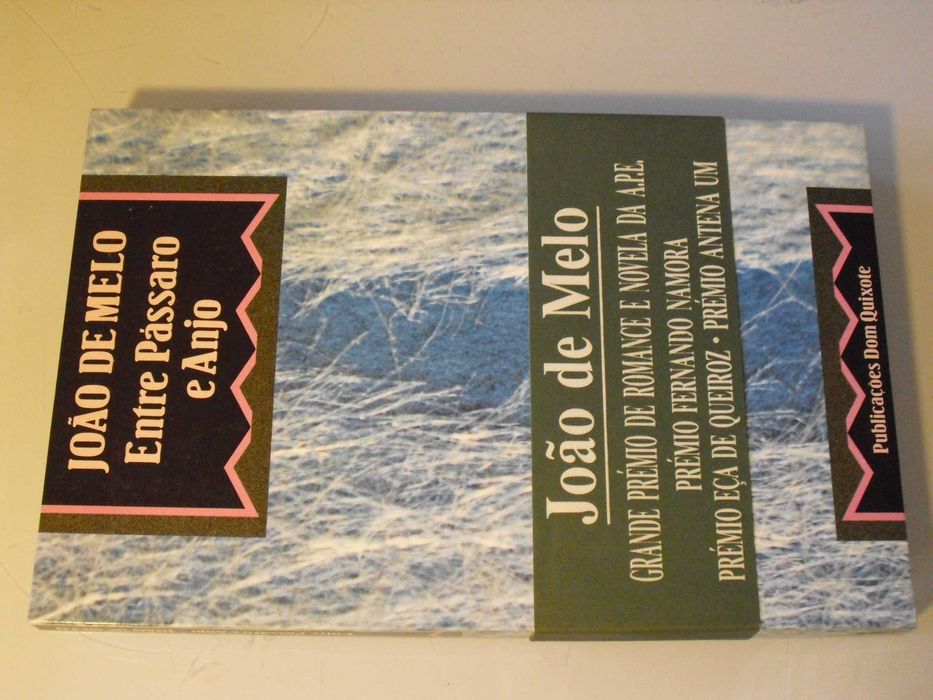 JOÃO DE MELO
Entre Pássaro
e Anjo
João de Melo
GRANDE PRÉMIO DE ROMANCE E NOVELA DA A.P.E.
PRÉMIO FERNANDO NAMORA
PRÉMIO EÇA DE QUEIROZ • PRÉMIO ANTENA UM
Publicações Dom Quixote